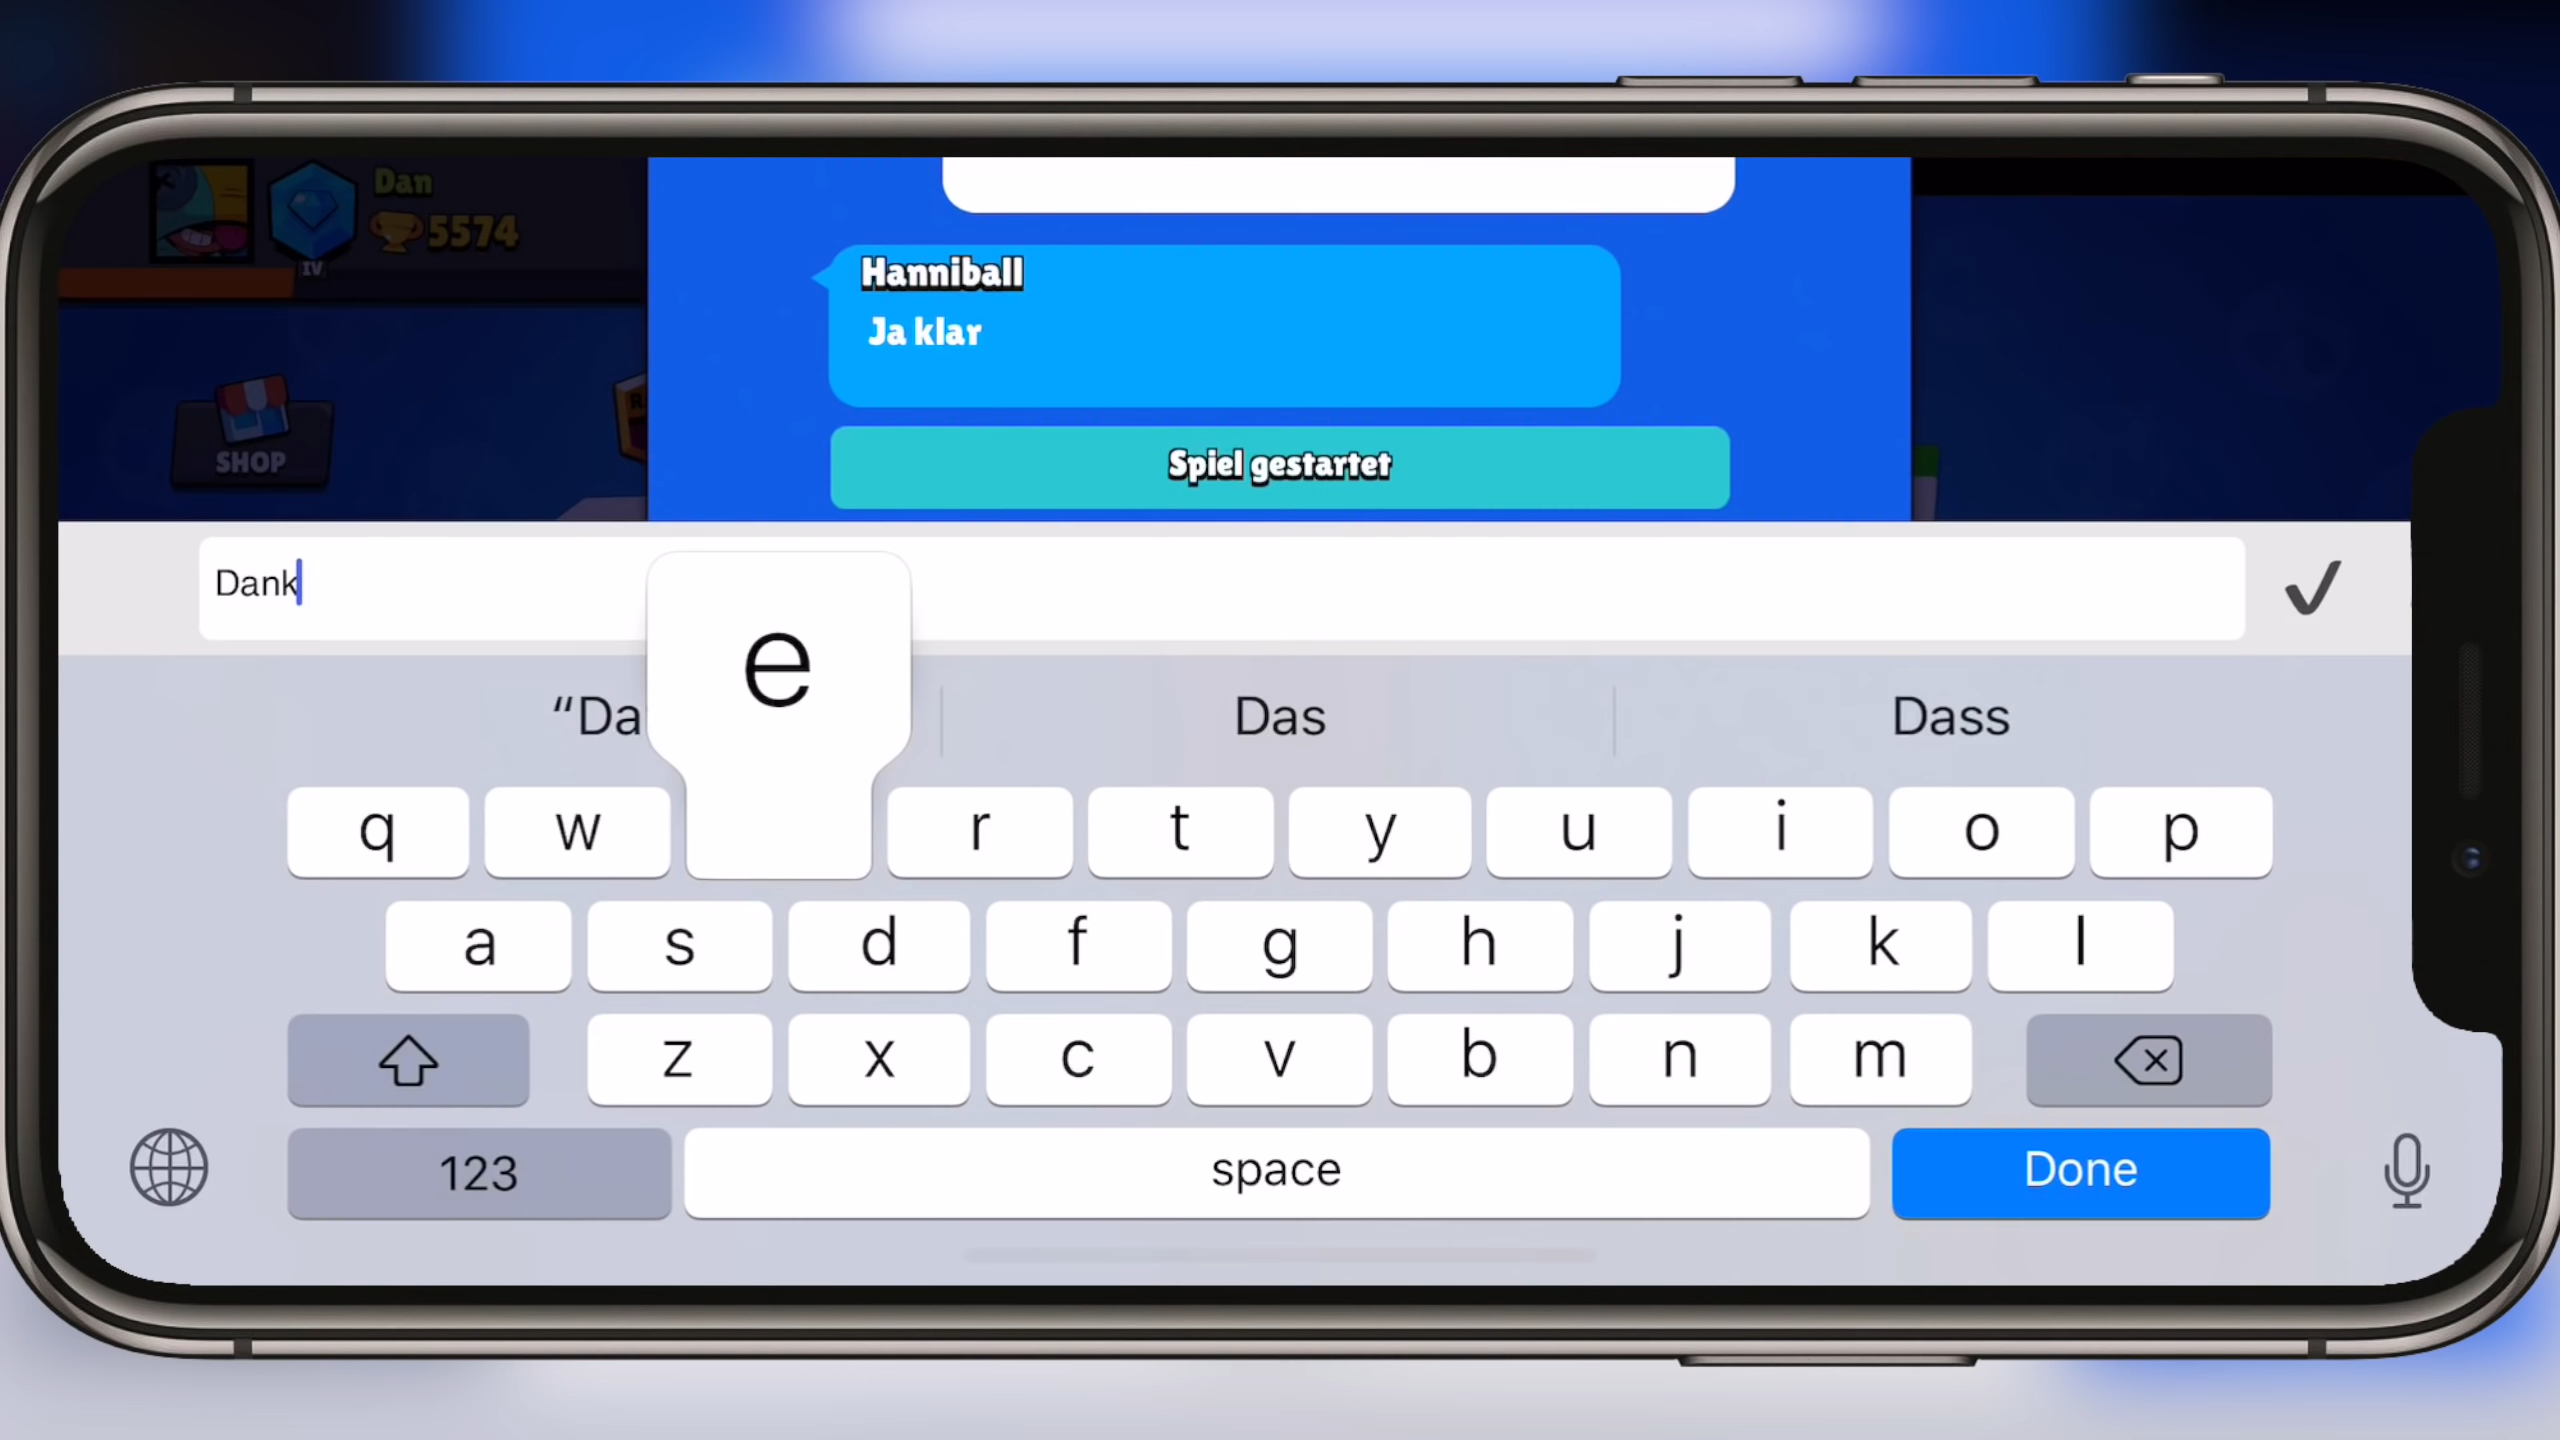 Dan
5574
IV
Hanniball
Ja klar
SHOP
Spiel gestartet
Dank
e
“Da
Das
Dass
q w r t y u i o p
a s d f g h j k l
z x c v b n m
123
space
Done